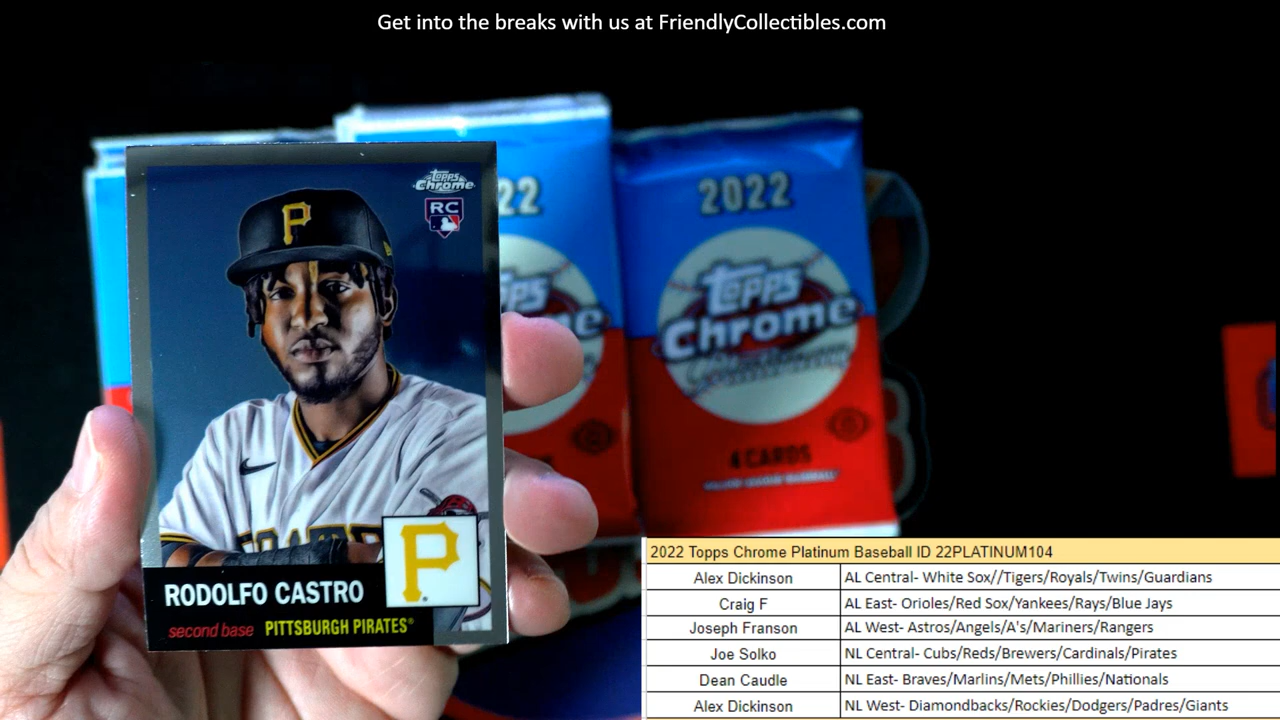 Get into the breaks with us at FriendlyCollectibles.com
Topps
Chrome
RC
P
P
RODOLFO CASTRO
second base PITTSBURGH PIRATES®
22
2022
Topps
Chrome
4 CARDS
2022 Topps Chrome Platinum Baseball ID 22PLATINUM104
Alex Dickinson AL Central- White Sox//Tigers/Royals/Twins/Guardians
Craig F AL East- Orioles/Red Sox/Yankees/Rays/Blue Jays
Joseph Franson AL West- Astros/Angels/A's/Mariners/Rangers
Joe Solko NL Central- Cubs/Reds/Brewers/Cardinals/Pirates
Dean Caudle NL East- Braves/Marlins/Mets/Phillies/Nationals
Alex Dickinson NL West- Diamondbacks/Rockies/Dodgers/Padres/Giants